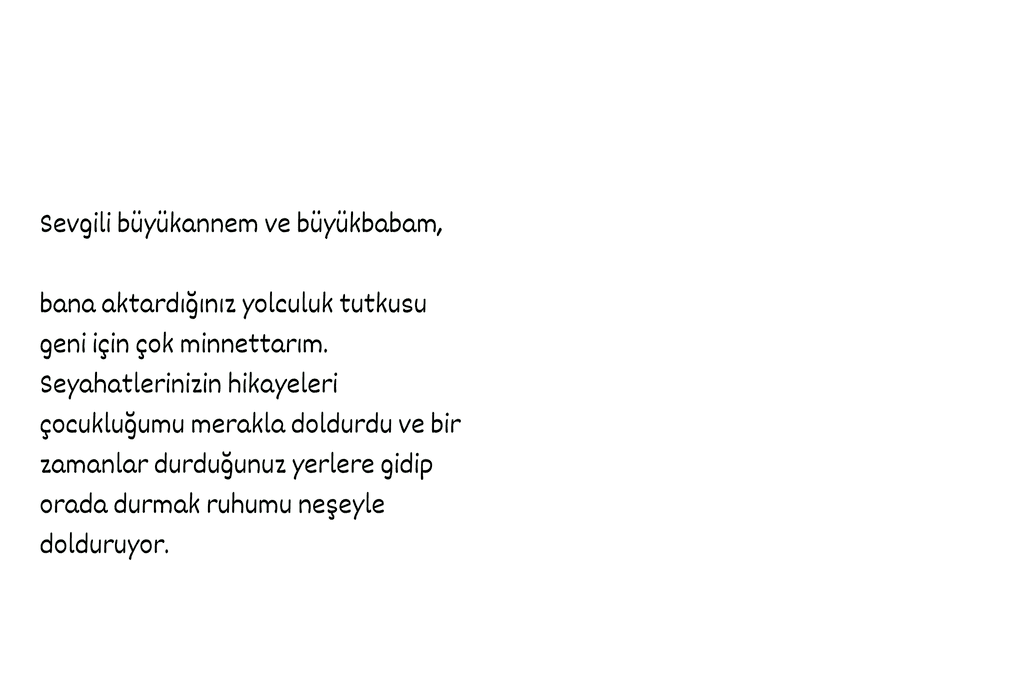 Sevgili büyükannem ve büyükbabam,
bana aktardığınız yolculuk tutkusu
geni için çok minnettarım.
Seyahatlerinizin hikayeleri
çocukluğumu merakla doldurdu ve bir
zamanlar durduğunuz yerlere gidip
orada durmak ruhumu neşeyle
dolduruyor.